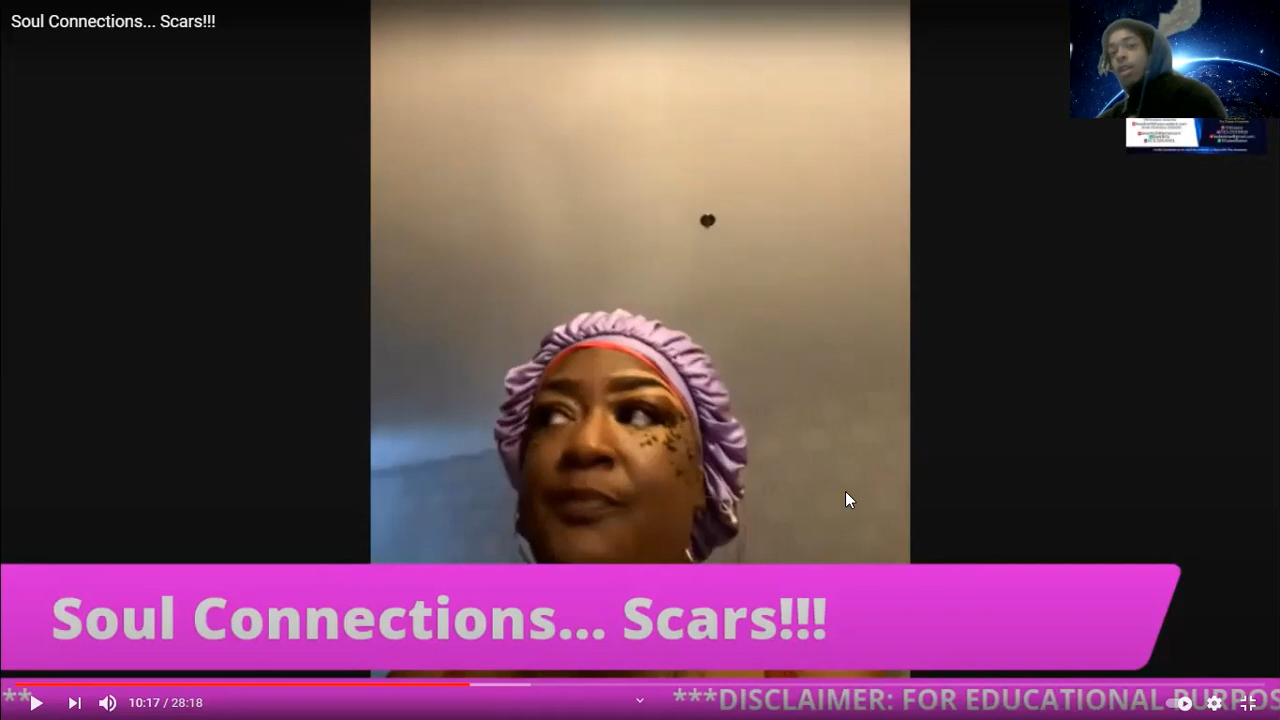 Soul Connections... Scars!!!
Soul Connections... Scars!!!
** ***DISCLAIMER: FOR EDUCATIONAL PURPOS
10:17 / 28:18